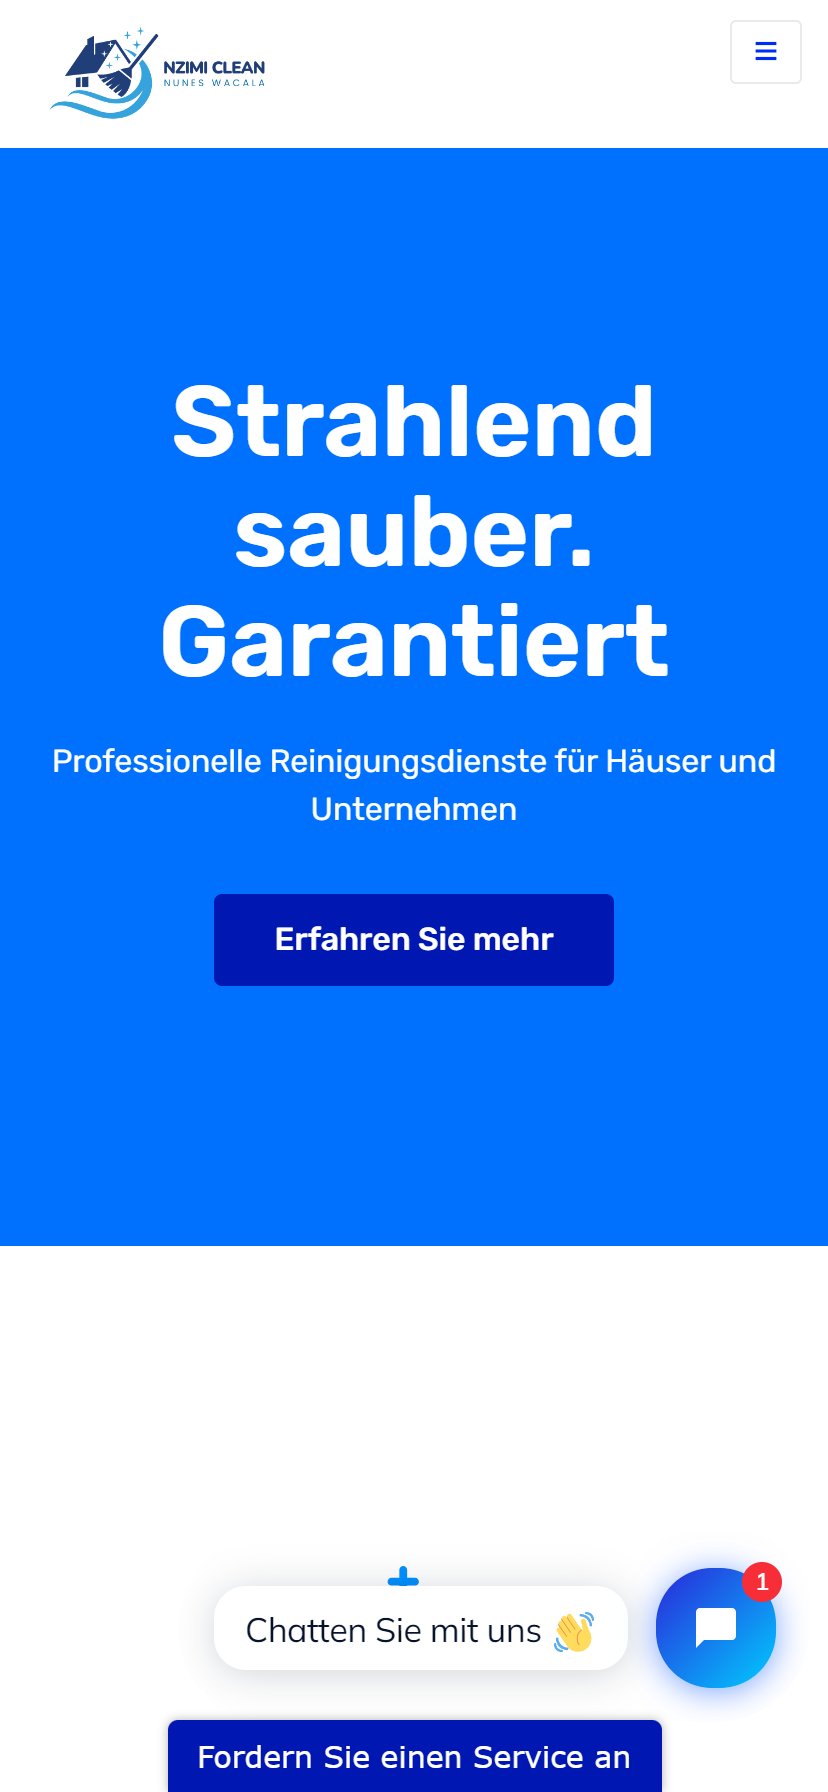 NZIMI CLEAN
NUNES WACALA
Strahlend
sauber.
Garantiert
Professionelle Reinigungsdienste für Häuser und
Unternehmen
Erfahren Sie mehr
1
Chatten Sie mit uns 👋
Fordern Sie einen Service an